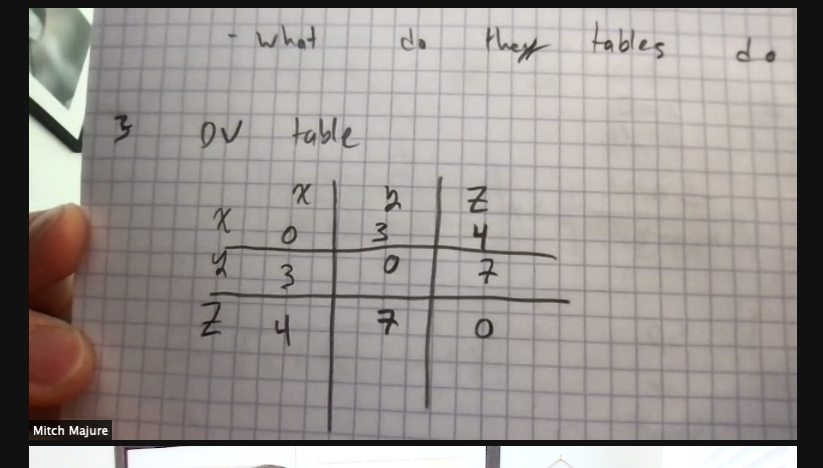 - what do they tables do
3 DV table
x y z
x 0 3 4
y 3 0 7
z 4 7 0
Mitch Majure